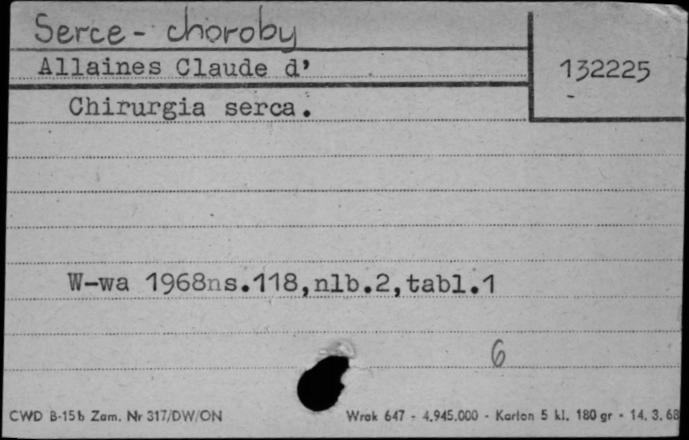 Serce - choroby
Allaines Claude d'
132225
Chirurgia serca.
W-wa 1968ns.118,nlb.2,tabl.1
6
CWD B-15b Zam. Nr 317/DW/ON
Wrak 647 - 4.945.000 - Karton 5 kl. 180 gr - 14. 3. 68